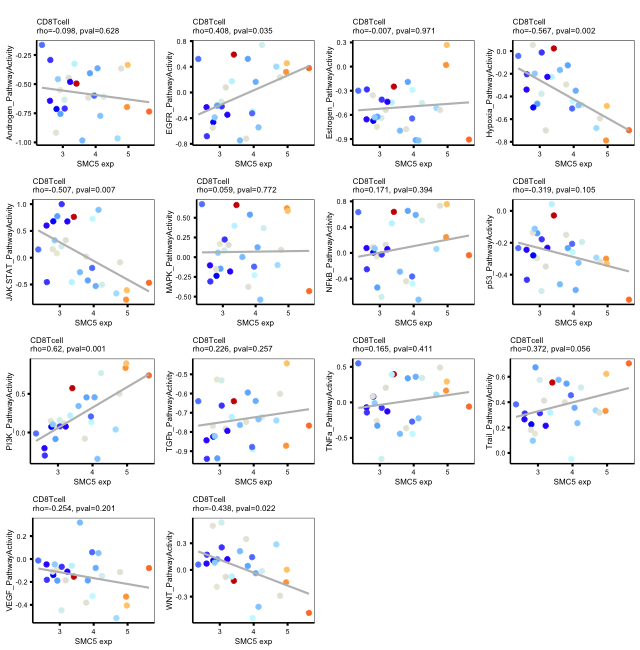 CD8Tcell
rho=-0.098, pval=0.628
Androgen_PathwayActivity
-0.25
-0.50
-0.75
-1.00
3 4 5
SMC5 exp
CD8Tcell
rho=0.408, pval=0.035
EGFR_PathwayActivity
0.8
0.4
0.0
-0.4
-0.8
3 4 5
SMC5 exp
CD8Tcell
rho=-0.007, pval=0.971
Estrogen_PathwayActivity
0.3
0.0
-0.3
-0.6
-0.9
3 4 5
SMC5 exp
CD8Tcell
rho=-0.567, pval=0.002
Hypoxia_PathwayActivity
0.0
-0.4
-0.8
3 4 5
SMC5 exp
CD8Tcell
rho=-0.507, pval=0.007
JAK-STAT_PathwayActivity
1.0
0.5
0.0
-0.5
3 4 5
SMC5 exp
CD8Tcell
rho=0.059, pval=0.772
MAPK_PathwayActivity
0.50
0.25
0.00
-0.25
-0.50
3 4 5
SMC5 exp
CD8Tcell
rho=0.171, pval=0.394
NFkB_PathwayActivity
0.8
0.4
0.0
-0.4
3 4 5
SMC5 exp
CD8Tcell
rho=-0.319, pval=0.105
p53_PathwayActivity
0.0
-0.2
-0.4
3 4 5
SMC5 exp
CD8Tcell
rho=0.62, pval=0.001
PI3K_PathwayActivity
0.5
0.0
3 4 5
SMC5 exp
CD8Tcell
rho=0.226, pval=0.257
TGFb_PathwayActivity
-0.5
-0.6
-0.7
-0.8
-0.9
3 4 5
SMC5 exp
CD8Tcell
rho=0.165, pval=0.411
TNFa_PathwayActivity
0.5
0.0
-0.5
3 4 5
SMC5 exp
CD8Tcell
rho=0.372, pval=0.056
Trail_PathwayActivity
0.6
0.4
0.2
0.0
3 4 5
SMC5 exp
CD8Tcell
rho=-0.254, pval=0.201
VEGF_PathwayActivity
0.2
0.0
-0.2
-0.4
3 4 5
SMC5 exp
CD8Tcell
rho=-0.438, pval=0.022
WNT_PathwayActivity
0.3
0.0
-0.3
3 4 5
SMC5 exp